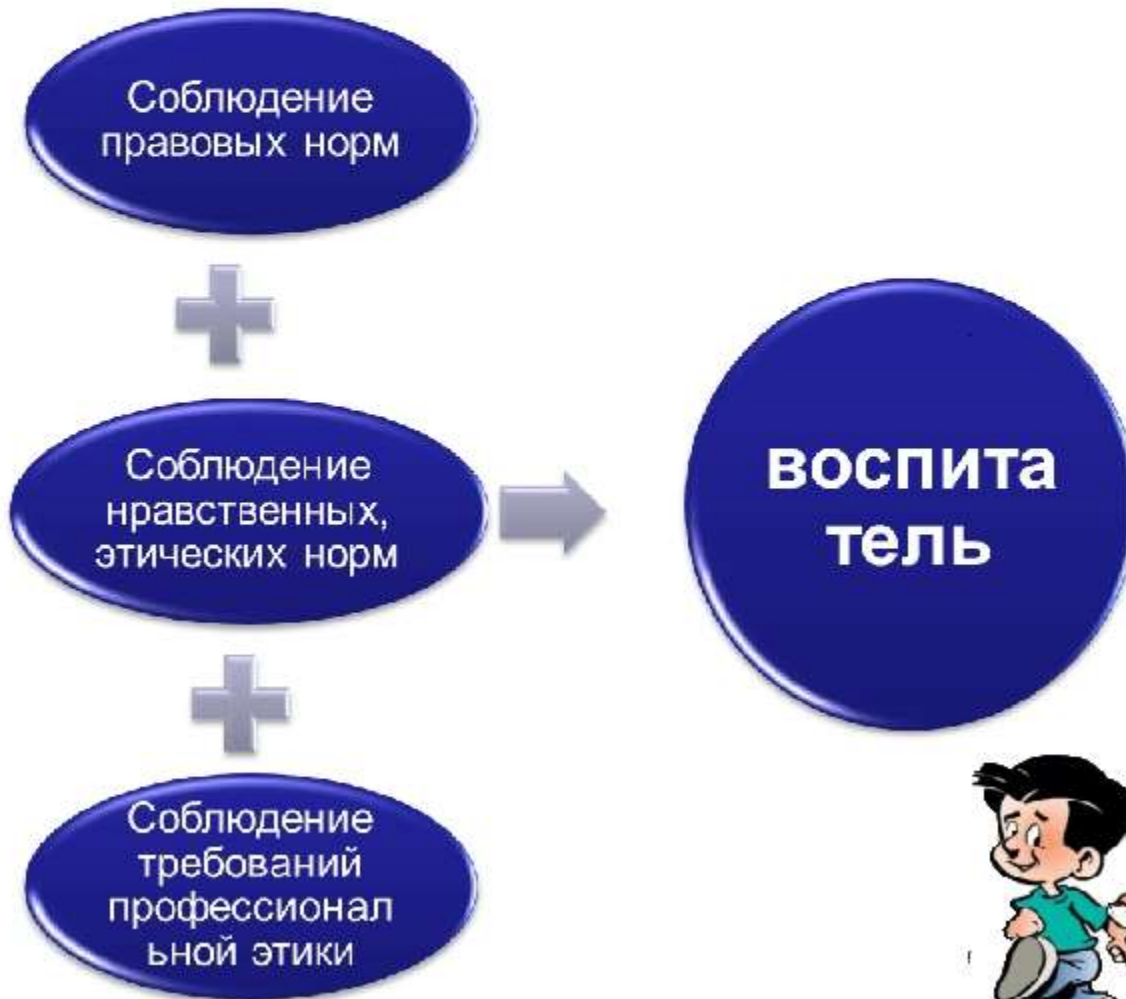 Соблюдение
правовых норм
Соблюдение
нравственных,
этических норм
воспита
тель
Соблюдение
требований
профессионал
ьной этики